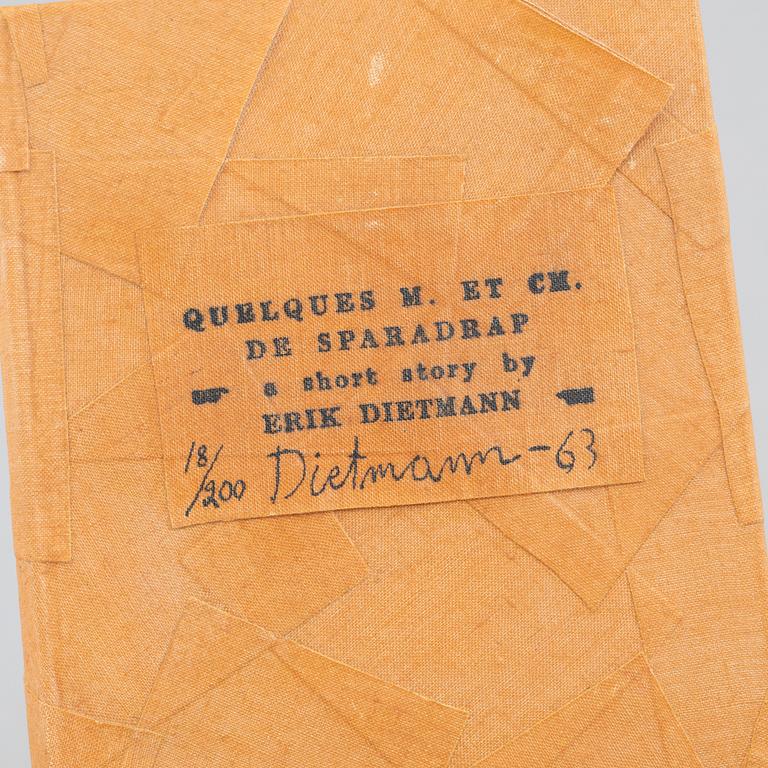 QUELQUES M. ET CM.
DE SPARADRAP
a short story by
ERIK DIETMANN
18/200 Dietmann-63